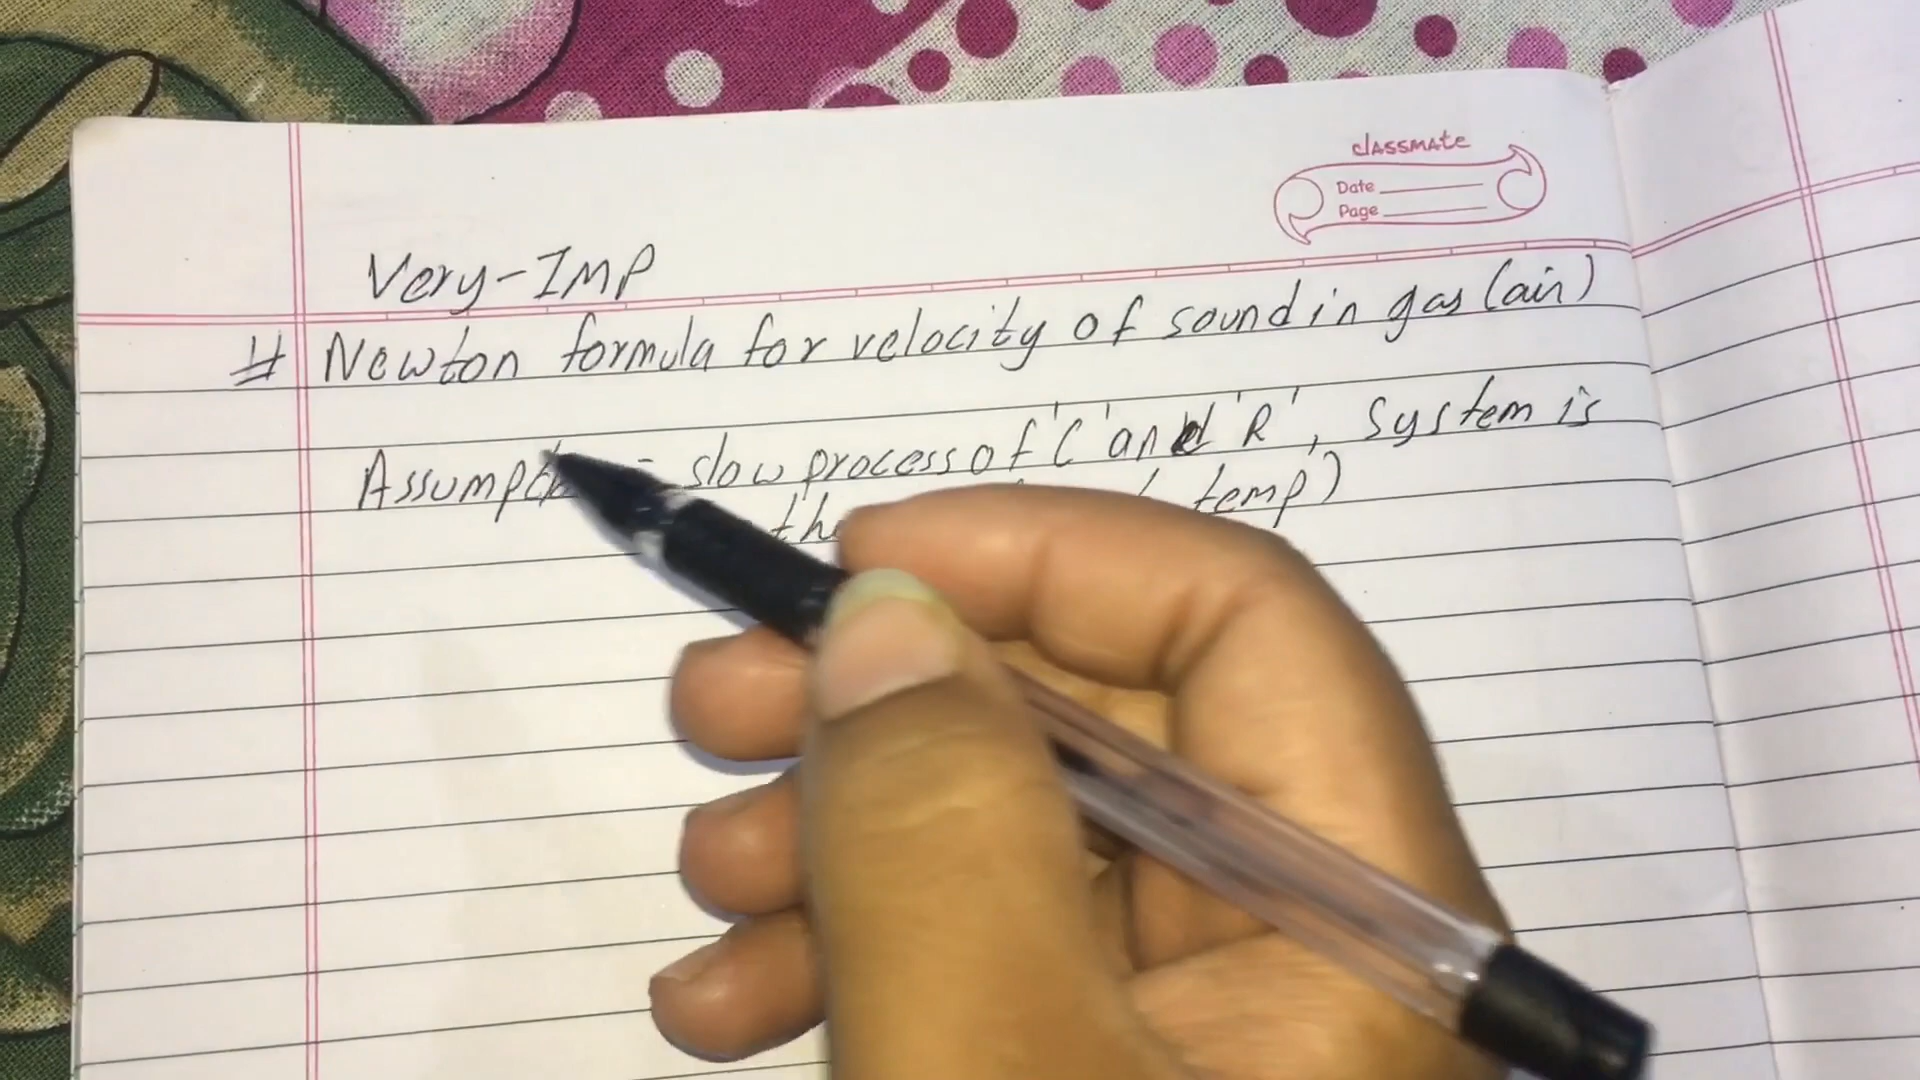 classmate
Date
Page
Very-IMP
# Newton formula for velocity of sound in gas (air)
Assumption - slow process of 'C' and 'R', System is
temp)